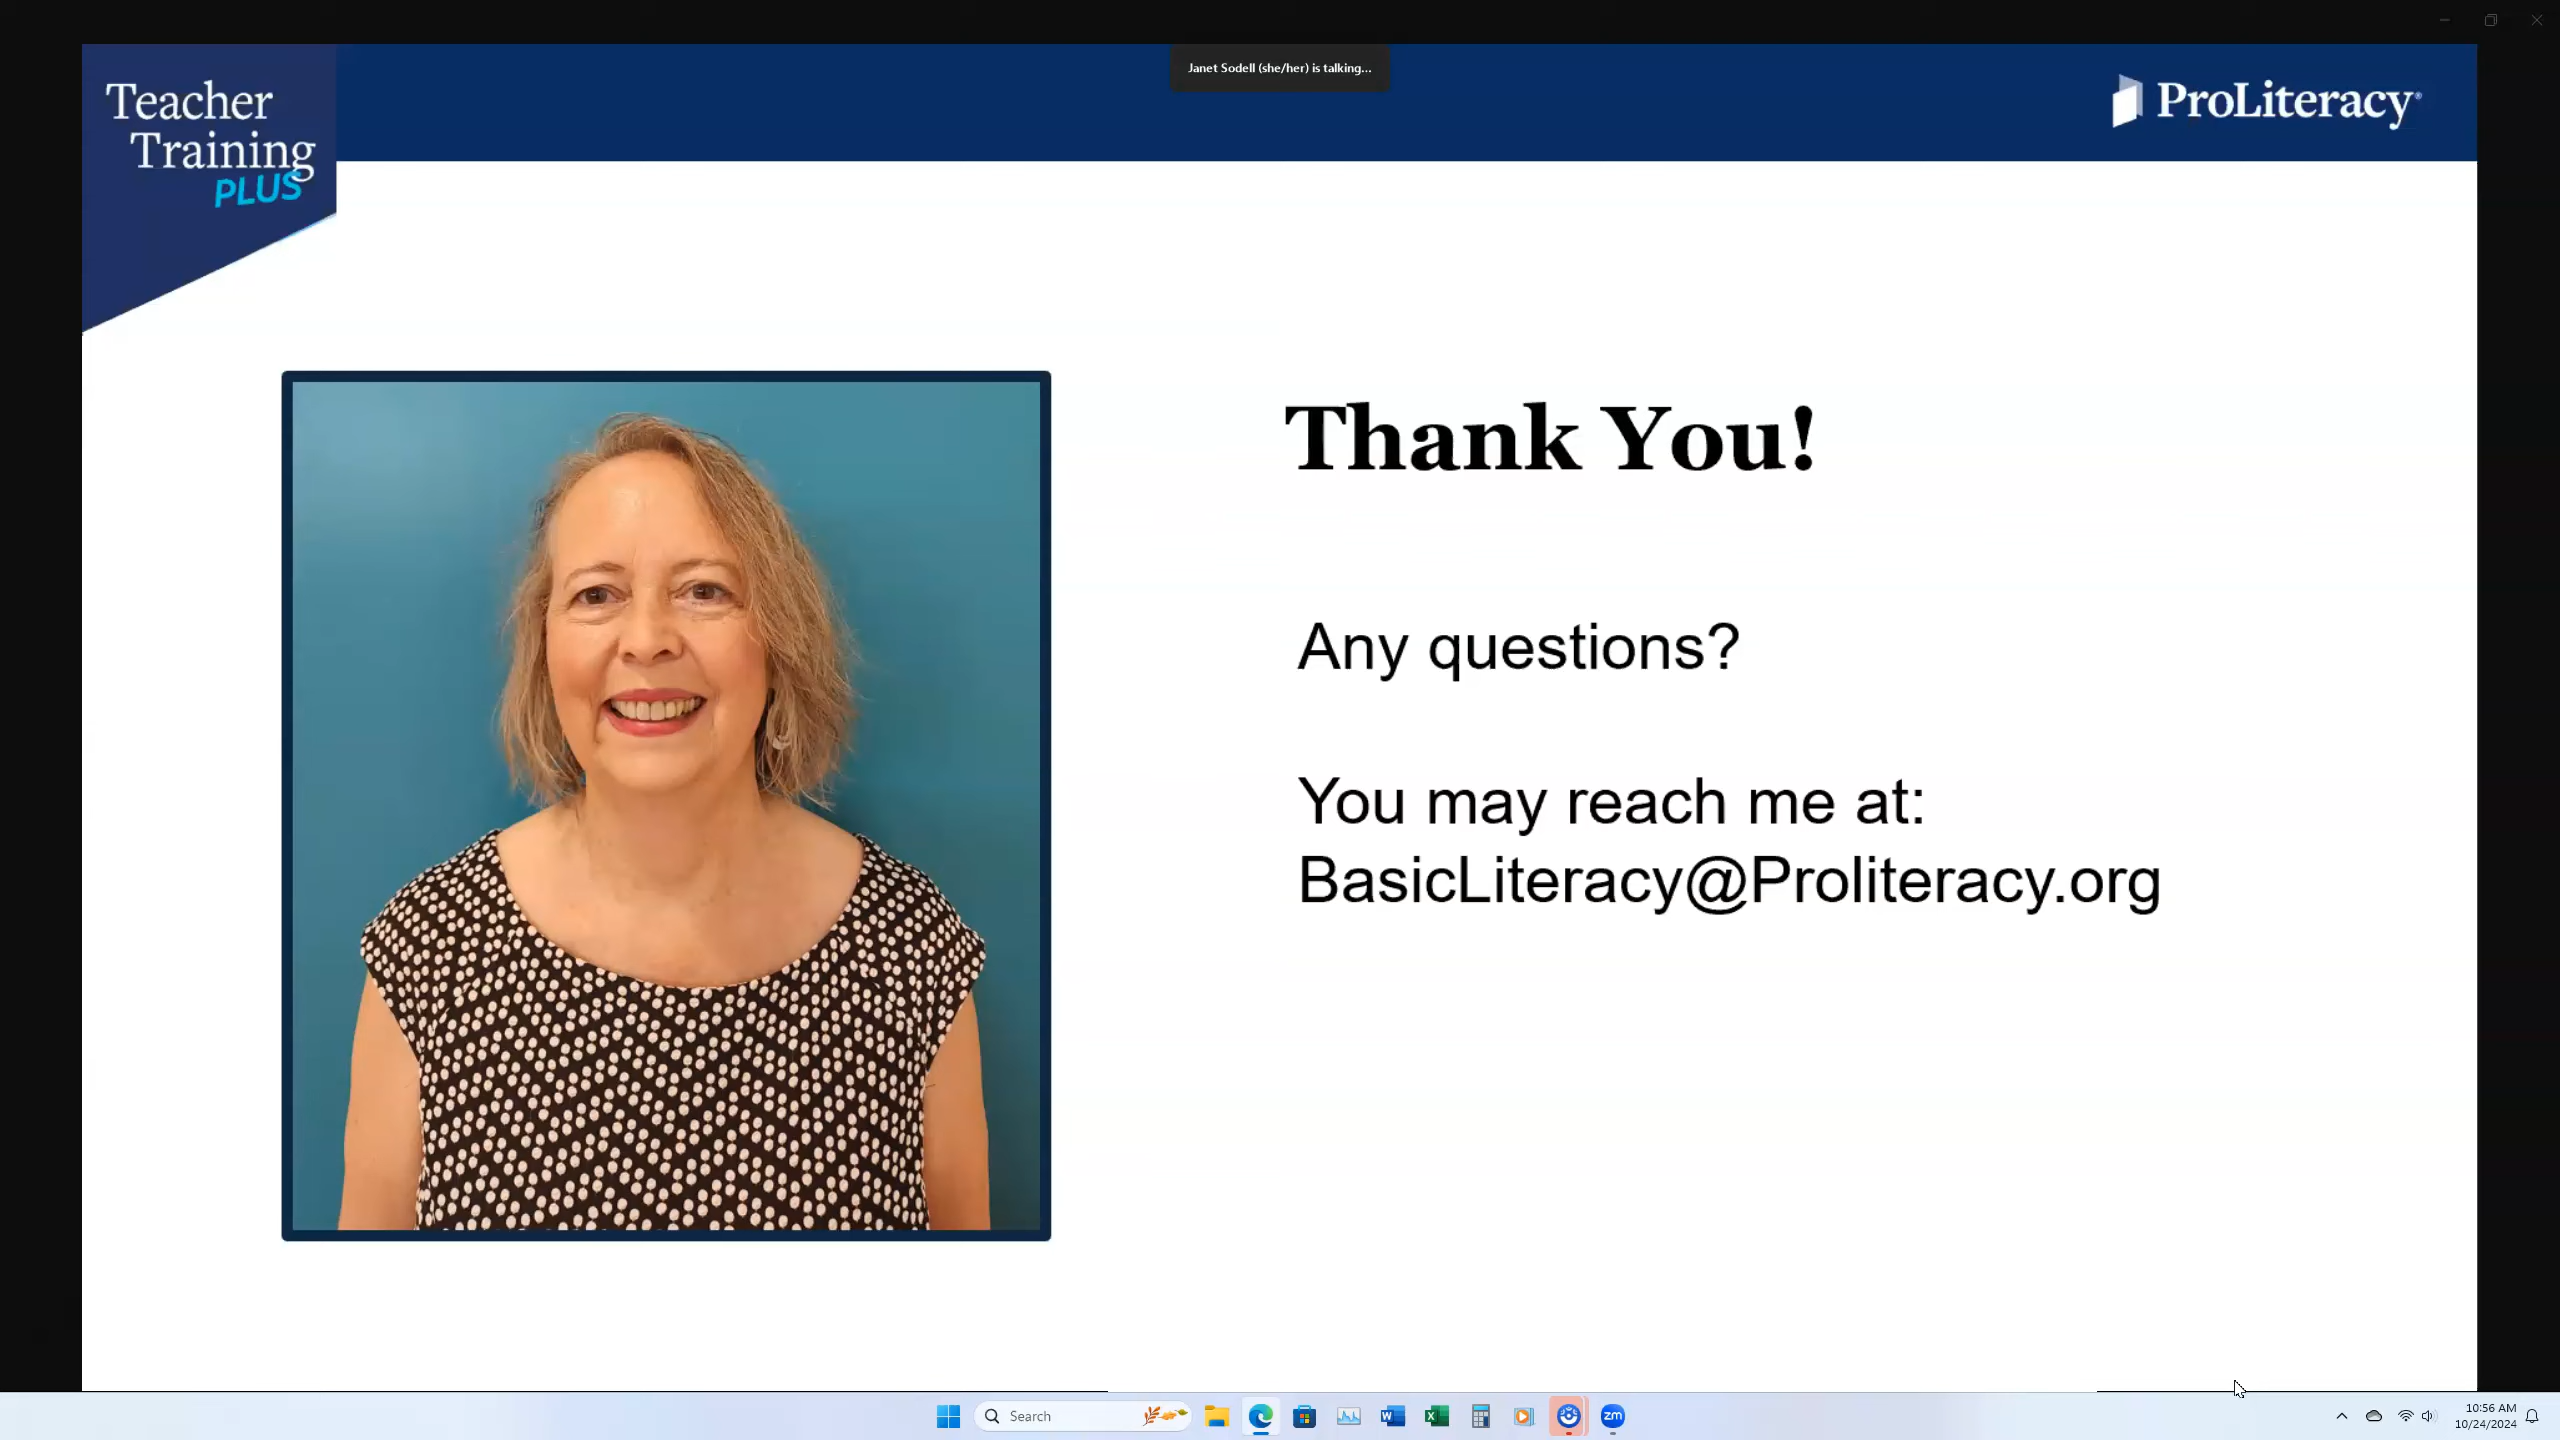 Janet Sodell (she/her) is talking...
Teacher
Training
PLUS
ProLiteracy®
Thank You!
Any questions?
You may reach me at:
BasicLiteracy@Proliteracy.org
Search
zm
10:56 AM
10/24/2024